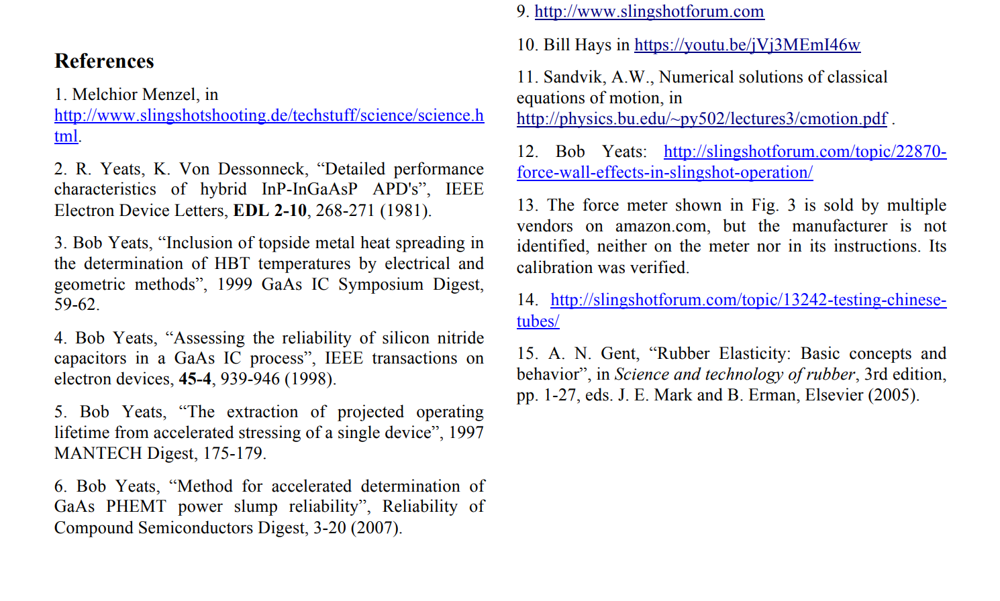 References
1. Melchior Menzel, in
http://www.slingshotshooting.de/techstuff/science/science.h
tml.
2. R. Yeats, K. Von Dessonneck, “Detailed performance
characteristics of hybrid InP-InGaAsP APD's”, IEEE
Electron Device Letters, EDL 2-10, 268-271 (1981).
3. Bob Yeats, “Inclusion of topside metal heat spreading in
the determination of HBT temperatures by electrical and
geometric methods”, 1999 GaAs IC Symposium Digest,
59-62.
4. Bob Yeats, “Assessing the reliability of silicon nitride
capacitors in a GaAs IC process”, IEEE transactions on
electron devices, 45-4, 939-946 (1998).
5. Bob Yeats, “The extraction of projected operating
lifetime from accelerated stressing of a single device”, 1997
MANTECH Digest, 175-179.
6. Bob Yeats, “Method for accelerated determination of
GaAs PHEMT power slump reliability”, Reliability of
Compound Semiconductors Digest, 3-20 (2007).
9. http://www.slingshotforum.com
10. Bill Hays in https://youtu.be/jVj3MEmI46w
11. Sandvik, A.W., Numerical solutions of classical
equations of motion, in
http://physics.bu.edu/~py502/lectures3/cmotion.pdf .
12. Bob Yeats: http://slingshotforum.com/topic/22870-
force-wall-effects-in-slingshot-operation/
13. The force meter shown in Fig. 3 is sold by multiple
vendors on amazon.com, but the manufacturer is not
identified, neither on the meter nor in its instructions. Its
calibration was verified.
14. http://slingshotforum.com/topic/13242-testing-chinese-
tubes/
15. A. N. Gent, “Rubber Elasticity: Basic concepts and
behavior”, in Science and technology of rubber, 3rd edition,
pp. 1-27, eds. J. E. Mark and B. Erman, Elsevier (2005).